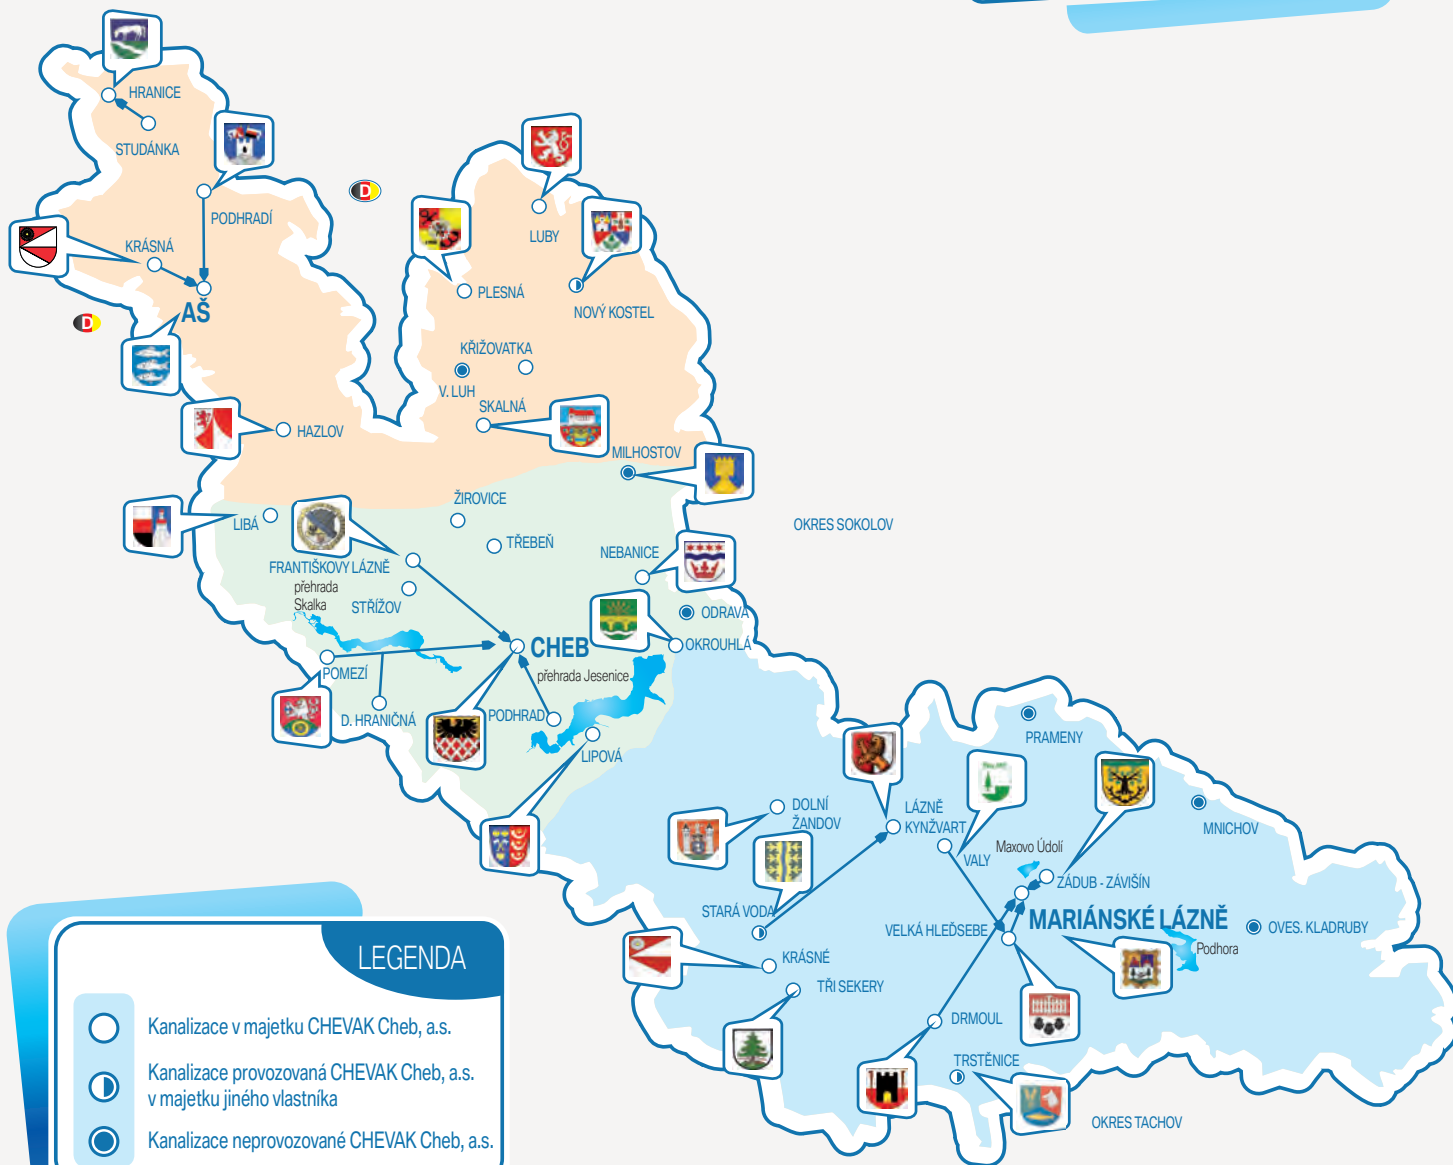 HRANICE
STUDÁNKA
PODHRADÍ
D
KRÁSNÁ
AŠ
D
LUBY
PLESNÁ
NOVÝ KOSTEL
KŘIŽOVATKA
V. LUH
SKALNÁ
HAZLOV
MILHOSTOV
ŽIROVICE
LIBÁ
OKRES SOKOLOV
TŘEBEŇ
NEBANICE
FRANTIŠKOVY LÁZNĚ
přehrada
Skalka
STŘÍŽOV
ODRAVA
CHEB
OKROUHLÁ
POMEZÍ
přehrada Jesenice
D. HRANIČNÁ
PODHRAD
LIPOVÁ
PRAMENY
DOLNÍ
ŽANDOV
LÁZNĚ
KYNŽVART
MNICHOV
VALY
Maxovo Údolí
ZÁDUB - ZÁVIŠÍN
STARÁ VODA
VELKÁ HLEĎSEBE
MARIÁNSKÉ LÁZNĚ
OVES. KLADRUBY
Podhora
KRÁSNÉ
TŘI SEKERY
DRMOUL
TRSTĚNICE
OKRES TACHOV
LEGENDA
Kanalizace v majetku CHEVAK Cheb, a.s.
Kanalizace provozovaná CHEVAK Cheb, a.s.
v majetku jiného vlastníka
Kanalizace neprovozované CHEVAK Cheb, a.s.